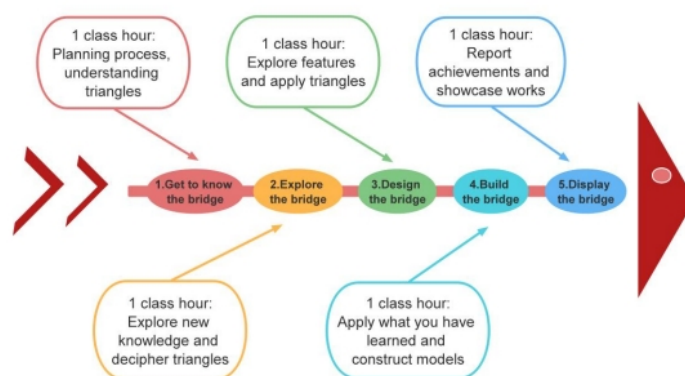 1 class hour:
Planning process,
understanding
triangles
1 class hour:
Explore features
and apply triangles
1 class hour:
Report
achievements and
showcase works
1.Get to know
the bridge
2.Explore
the bridge
3.Design
the bridge
4.Build
the bridge
5.Display
the bridge
1 class hour:
Explore new
knowledge and
decipher triangles
1 class hour:
Apply what you have
learned and
construct models